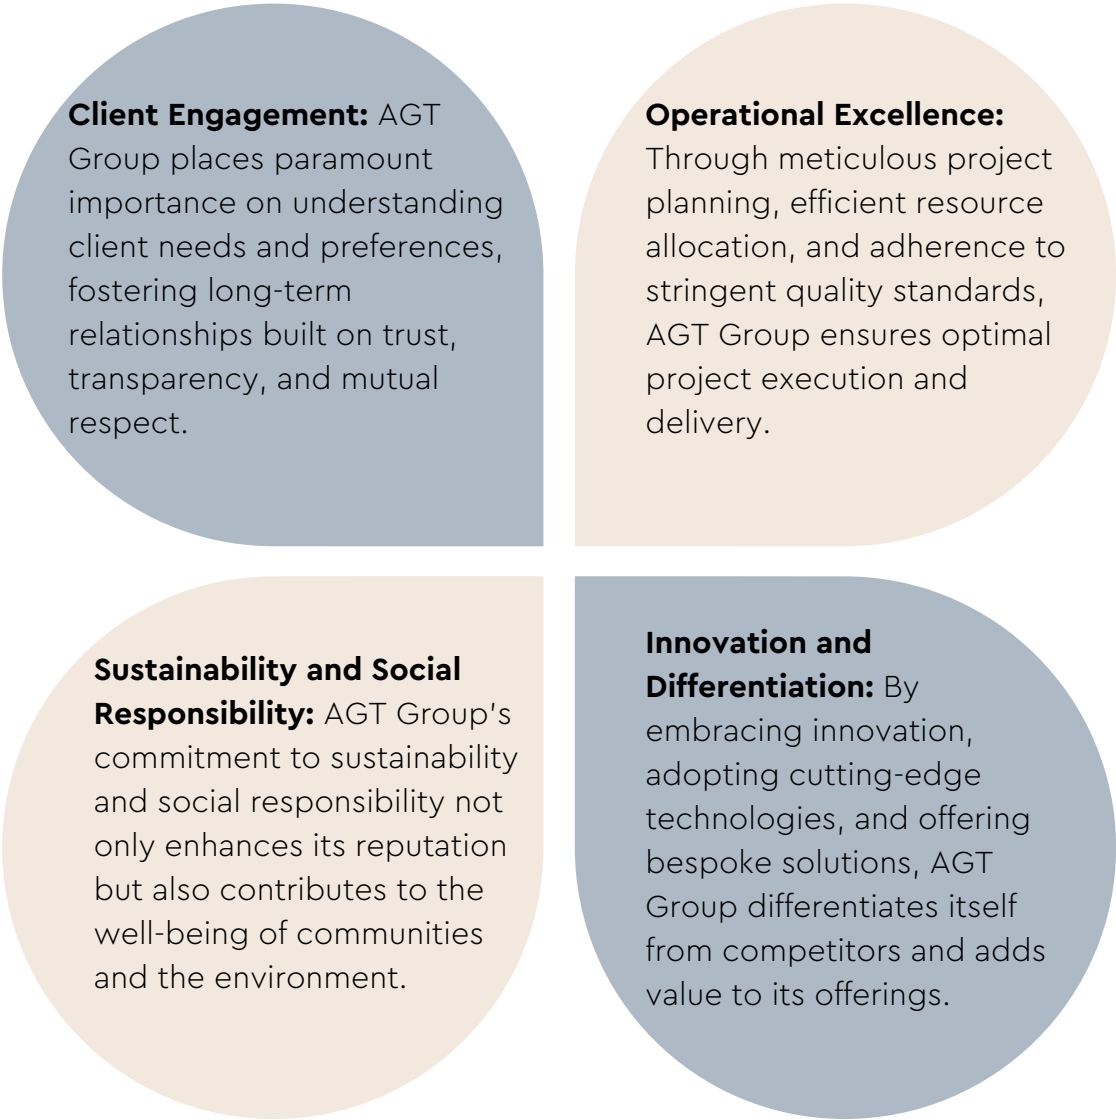 Client Engagement: AGT
Group places paramount
importance on understanding
client needs and preferences,
fostering long-term
relationships built on trust,
transparency, and mutual
respect.
Operational Excellence:
Through meticulous project
planning, efficient resource
allocation, and adherence to
stringent quality standards,
AGT Group ensures optimal
project execution and
delivery.
Sustainability and Social
Responsibility: AGT Group's
commitment to sustainability
and social responsibility not
only enhances its reputation
but also contributes to the
well-being of communities
and the environment.
Innovation and
Differentiation: By
embracing innovation,
adopting cutting-edge
technologies, and offering
bespoke solutions, AGT
Group differentiates itself
from competitors and adds
value to its offerings.